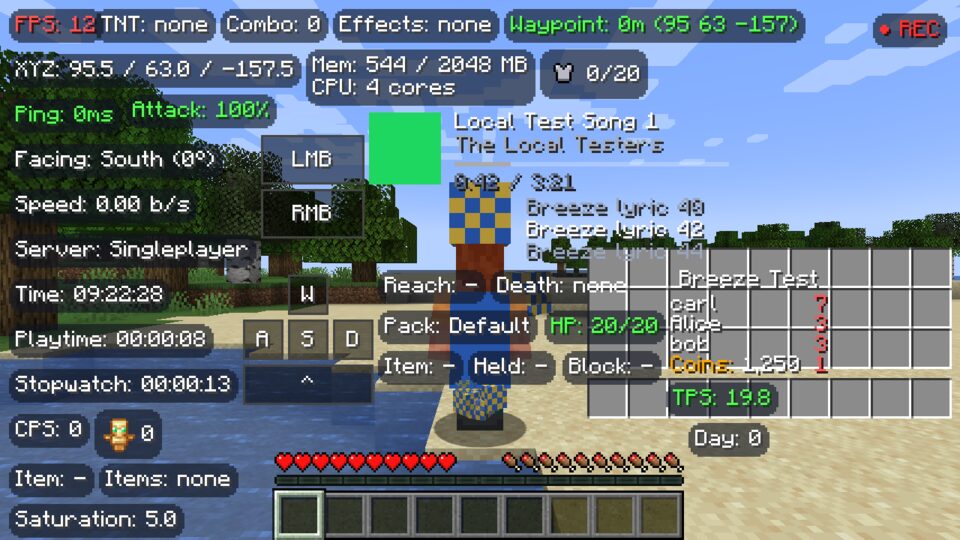 FPS: 12 TNT: none Combo: 0 Effects: none Waypoint: 0m (95 63 -157) REC
XYZ: 95.5 / 63.0 / -157.5 Mem: 544 / 2048 MB
CPU: 4 cores
0/20
Ping: 0ms Attack: 100%
Local Test Song 1
The Local Testers
0:42 / 3:21
Facing: South (0°)
LMB
Speed: 0.00 b/s
RMB
Breeze lyric 40
Breeze lyric 42
Breeze lyric 44
Server: Singleplayer
Time: 09:22:28
W
Reach: - Death: none
Breeze Test
carl 7
Alice 3
bob 3
Coins: 1,250 1
Playtime: 00:00:08
A S D
Pack: Default HP: 20/20
Stopwatch: 00:00:13
^
Item: - Held: - Block: -
TPS: 19.8
CPS: 0
0
Day: 0
Item: - Items: none
Saturation: 5.0